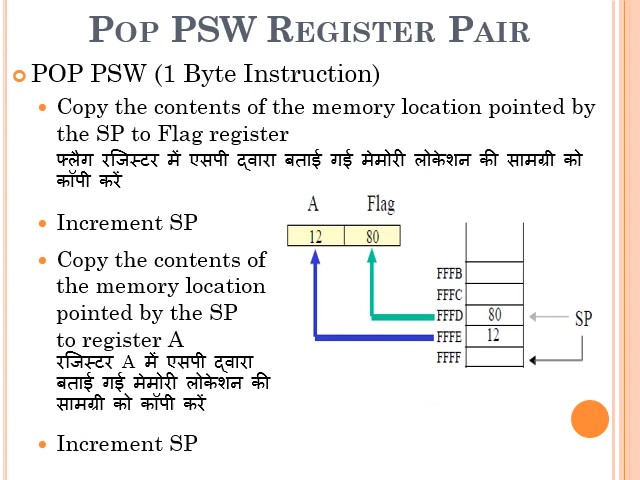 POP PSW REGISTER PAIR
POP PSW (1 Byte Instruction)
Copy the contents of the memory location pointed by
the SP to Flag register
फ्लैग रजिस्टर में एसपी द्वारा बताई गई मेमोरी लोकेशन की सामग्री को
कॉपी करें
Increment SP
Copy the contents of
the memory location
pointed by the SP
to register A
रजिस्टर A में एसपी द्वारा
बताई गई मेमोरी लोकेशन की
सामग्री को कॉपी करें
Increment SP
A Flag
12 80
FFFB
FFFC
FFFD 80 SP
FFFE 12
FFFF